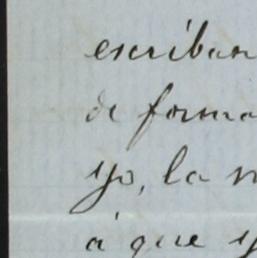 escriban
de forma
yo, la n
á que y